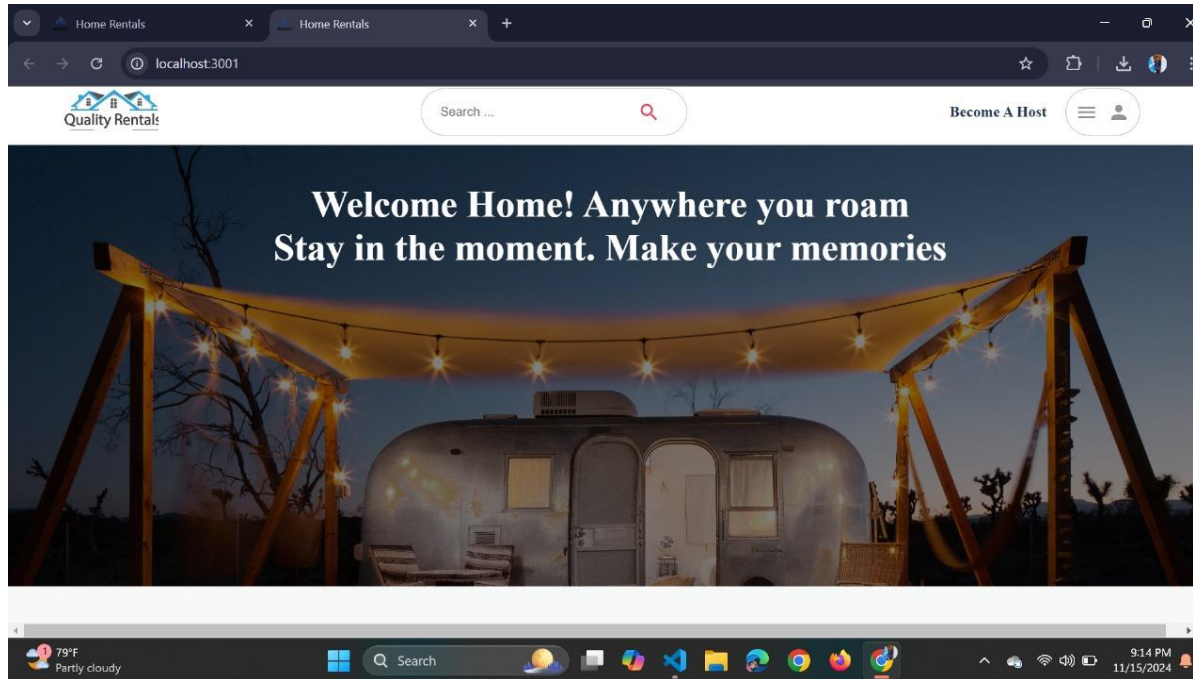 Home Rentals
Home Rentals
localhost:3001
Quality Rentals
Search ...
Become A Host
Welcome Home! Anywhere you roam
Stay in the moment. Make your memories
1
79°F
Partly cloudy
Search
9:14 PM
11/15/2024